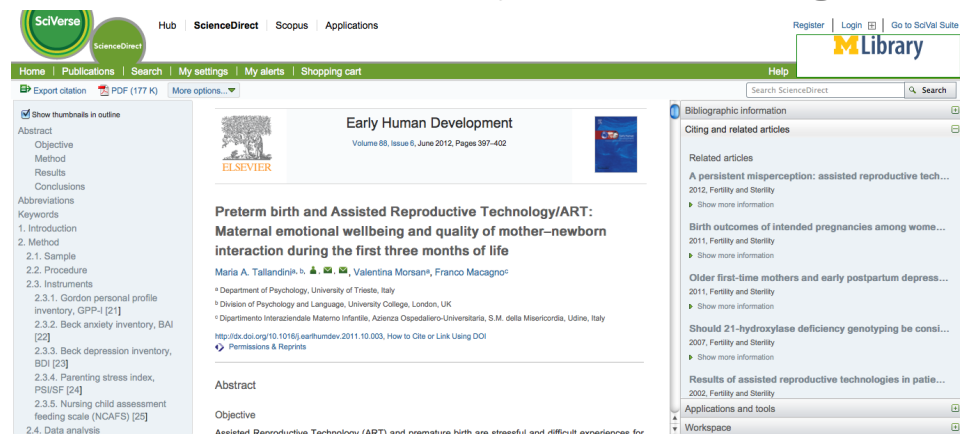 SciVerse
ScienceDirect
Hub ScienceDirect Scopus Applications
Register Login Go to SciVal Suite
M Library
Home Publications Search My settings My alerts Shopping cart Help
Export citation PDF (177 K) More options...
Search ScienceDirect Search
Show thumbnails in outline
Abstract
Objective
Method
Results
Conclusions
Abbreviations
Keywords
1. Introduction
2. Method
2.1. Sample
2.2. Procedure
2.3. Instruments
2.3.1. Gordon personal profile
inventory, GPP-I [21]
2.3.2. Beck anxiety inventory, BAI
[22]
2.3.3. Beck depression inventory,
BDI [23]
2.3.4. Parenting stress index,
PSI/SF [24]
2.3.5. Nursing child assessment
feeding scale (NCAFS) [25]
2.4. Data analysis
ELSEVIER
Early Human Development
Volume 88, Issue 6, June 2012, Pages 397–402
Preterm birth and Assisted Reproductive Technology/ART:
Maternal emotional wellbeing and quality of mother–newborn
interaction during the first three months of life
Maria A. Tallandini a, b, Valentina Morsan a, Franco Macagno c
a Department of Psychology, University of Trieste, Italy
b Division of Psychology and Language, University College, London, UK
c Dipartimento Interaziendale Materno Infantile, Azienza Ospedaliero-Universitaria, S.M. della Misericordia, Udine, Italy
http://dx.doi.org/10.1016/j.earlhumdev.2011.10.003, How to Cite or Link Using DOI
Permissions & Reprints
Abstract
Objective
Assisted Reproductive Technology (ART) and premature birth are stressful and difficult experiences for
Bibliographic information
Citing and related articles
Related articles
A persistent misperception: assisted reproductive tech...
2012, Fertility and Sterility
Show more information
Birth outcomes of intended pregnancies among wome...
2011, Fertility and Sterility
Show more information
Older first-time mothers and early postpartum depress...
2011, Fertility and Sterility
Show more information
Should 21-hydroxylase deficiency genotyping be consi...
2007, Fertility and Sterility
Show more information
Results of assisted reproductive technologies in patie...
2002, Fertility and Sterility
Applications and tools
Workspace